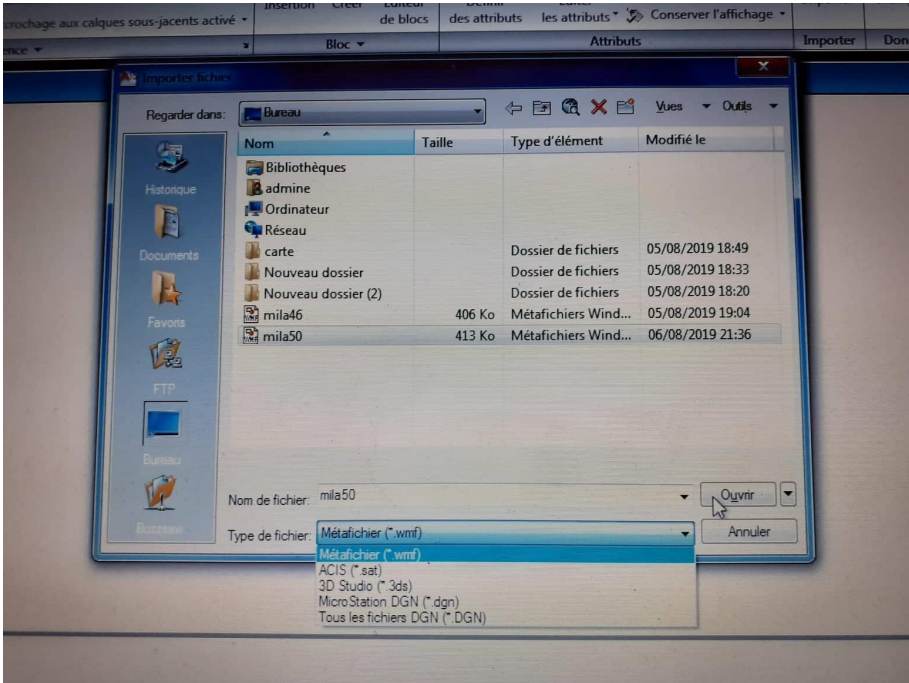 Insertion Créer Éditeur Définir Éditer
crochage aux calques sous-jacents activé de blocs des attributs les attributs Conserver l'affichage
Bloc Attributs Importer Don
Importer fichier
Regarder dans: Bureau Vues Outils
Nom Taille Type d'élément Modifié le
Historique
Documents
Favoris
FTP
Bureau
Buzzsaw
Bibliothèques
admine
Ordinateur
Réseau
carte Dossier de fichiers 05/08/2019 18:49
Nouveau dossier Dossier de fichiers 05/08/2019 18:33
Nouveau dossier (2) Dossier de fichiers 05/08/2019 18:20
mila46 406 Ko Métafichiers Wind... 05/08/2019 19:04
mila50 413 Ko Métafichiers Wind... 06/08/2019 21:36
Nom de fichier: mila50 Ouvrir
Type de fichier: Métafichier (*.wmf) Annuler
Métafichier (*.wmf)
ACIS (*.sat)
3D Studio (*.3ds)
MicroStation DGN (*.dgn)
Tous les fichiers DGN (*.DGN)